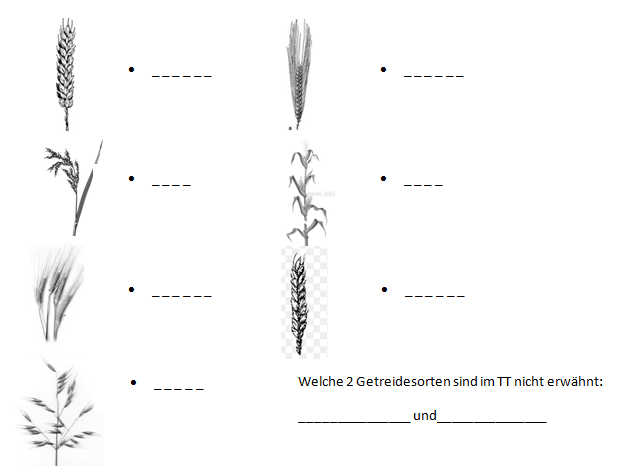 • _ _ _ _ _ _
• _ _ _ _ _ _
• _ _ _ _
• _ _ _ _
• _ _ _ _ _ _
• _ _ _ _ _ _
• _ _ _ _ _
Welche 2 Getreidesorten sind im TT nicht erwähnt:
_______________ und_______________